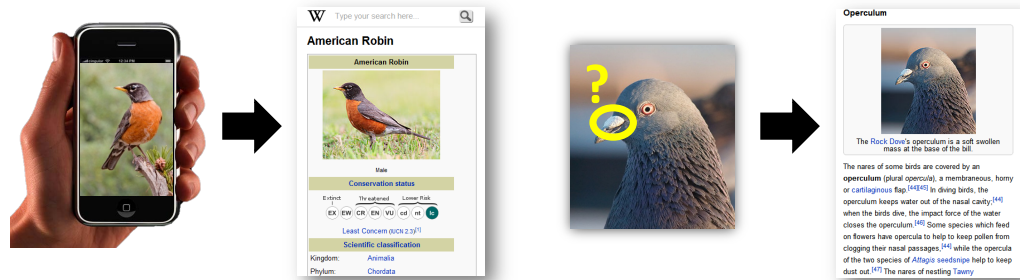 12:34 PM
W Type your search here...
American Robin
American Robin
Male
Conservation status
Extinct Threatened Lower Risk
EX EW CR EN VU cd nt lc
Least Concern (IUCN 2.3)[1]
Scientific classification
Kingdom: Animalia
Phylum: Chordata
?
Operculum
The Rock Dove's operculum is a soft swollen
mass at the base of the bill.
The nares of some birds are covered by an
operculum (plural opercula), a membraneous, horny
or cartilaginous flap.[44][45] In diving birds, the
operculum keeps water out of the nasal cavity;[44]
when the birds dive, the impact force of the water
closes the operculum.[46] Some species which feed
on flowers have opercula to help to keep pollen from
clogging their nasal passages,[44] while the opercula
of the two species of Attagis seedsnipe help to keep
dust out.[47] The nares of nestling Tawny